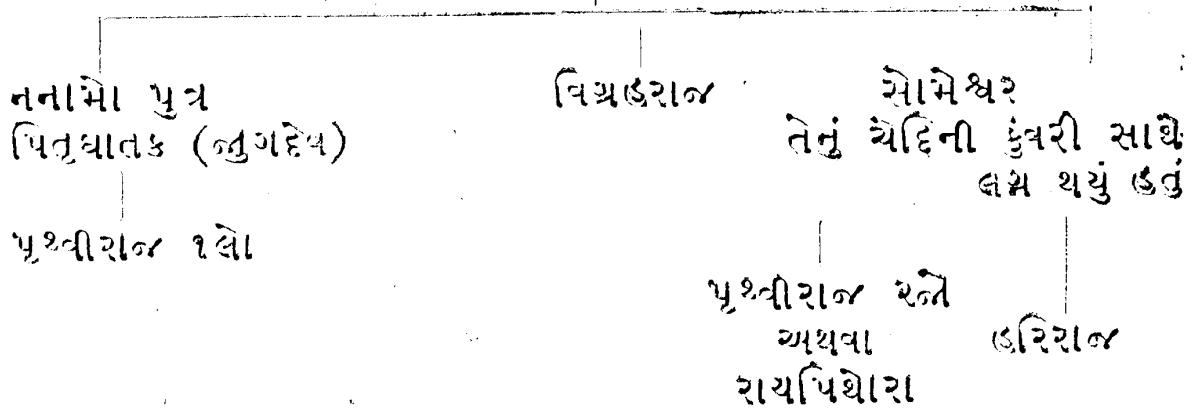 નનામો પુત્ર
પિતૃઘાતક (જુગદેવ)
પૃથ્વીરાજ ૧લો
વિગ્રહરાજ
સોમેશ્વર
તેનું ચેદિની કુંવરી સાથે
લગ્ન થયું હતું
પૃથ્વીરાજ ૨જો
અથવા
રાયપિથોરા
હરિરાજ